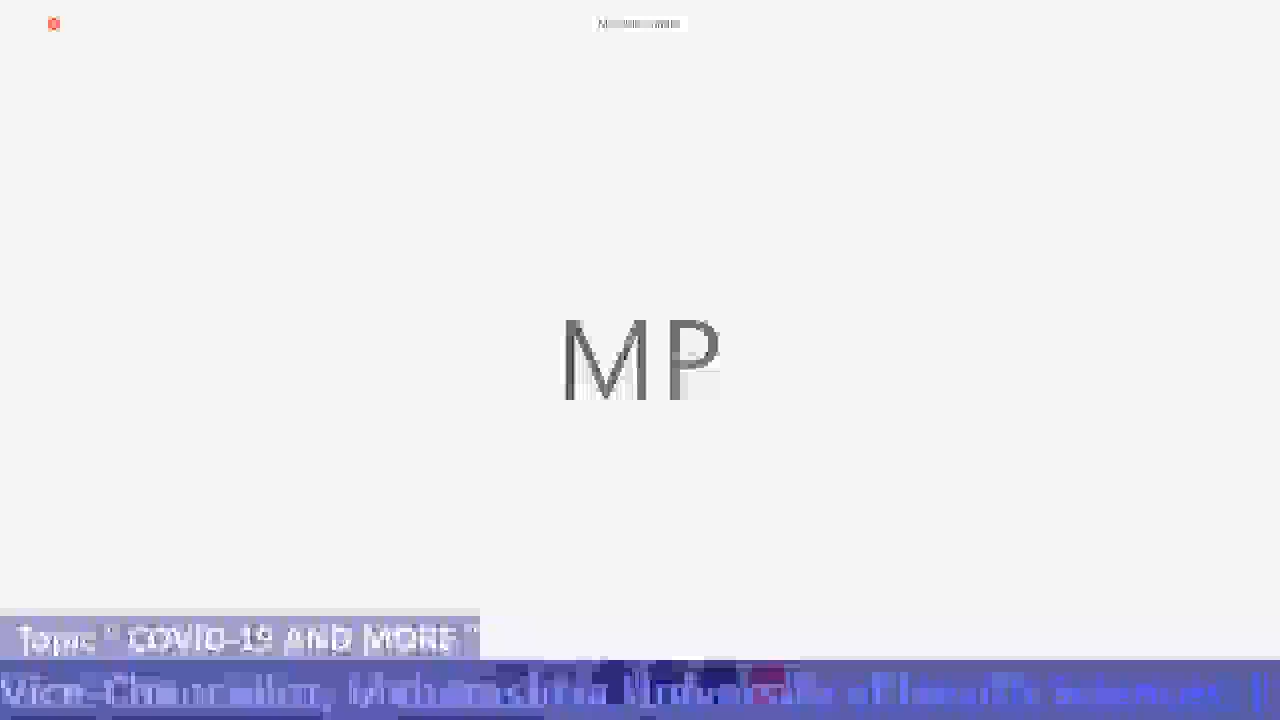 MP
Topic " COVID-19 AND MORE "
Vice-Chancellor, Maharashtra University of Health Sciences